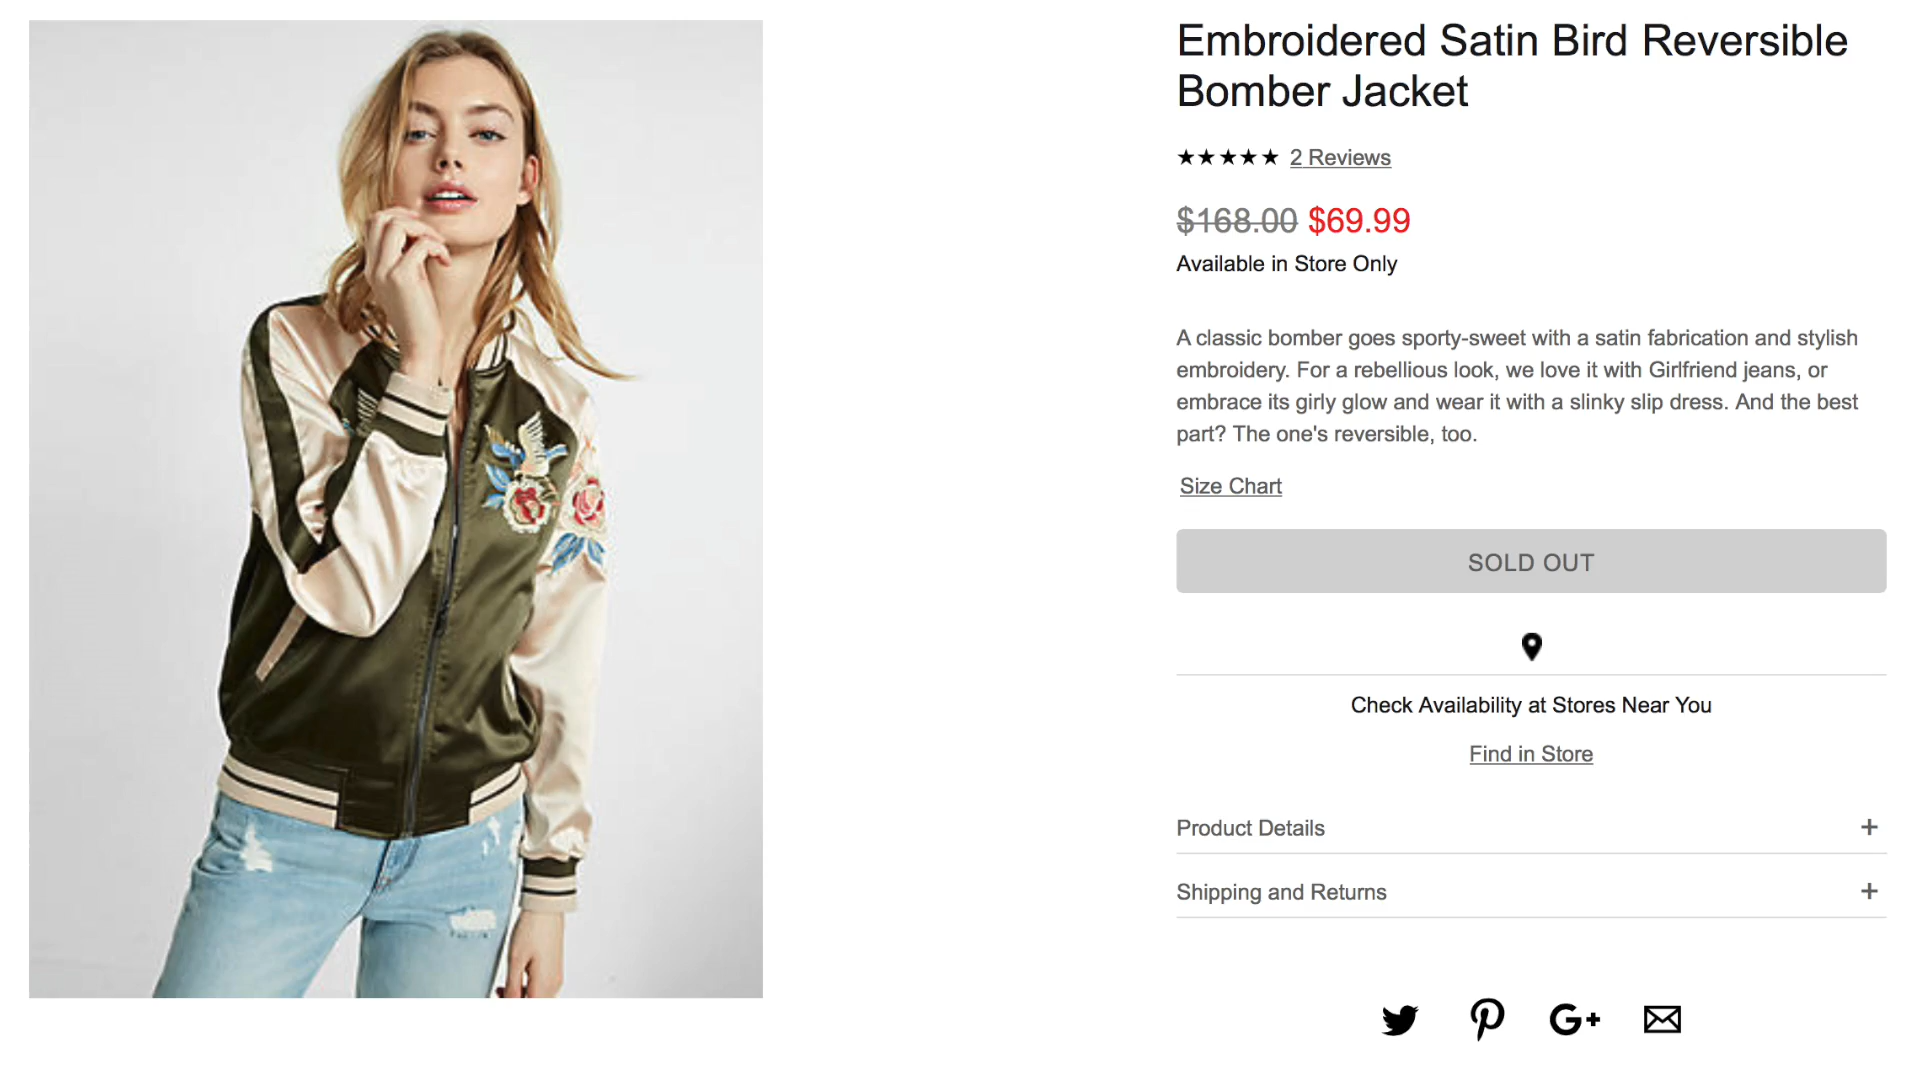 Embroidered Satin Bird Reversible
Bomber Jacket
★★★★★ 2 Reviews
$168.00 $69.99
Available in Store Only
A classic bomber goes sporty-sweet with a satin fabrication and stylish
embroidery. For a rebellious look, we love it with Girlfriend jeans, or
embrace its girly glow and wear it with a slinky slip dress. And the best
part? The one's reversible, too.
Size Chart
SOLD OUT
Check Availability at Stores Near You
Find in Store
Product Details +
Shipping and Returns +
G+